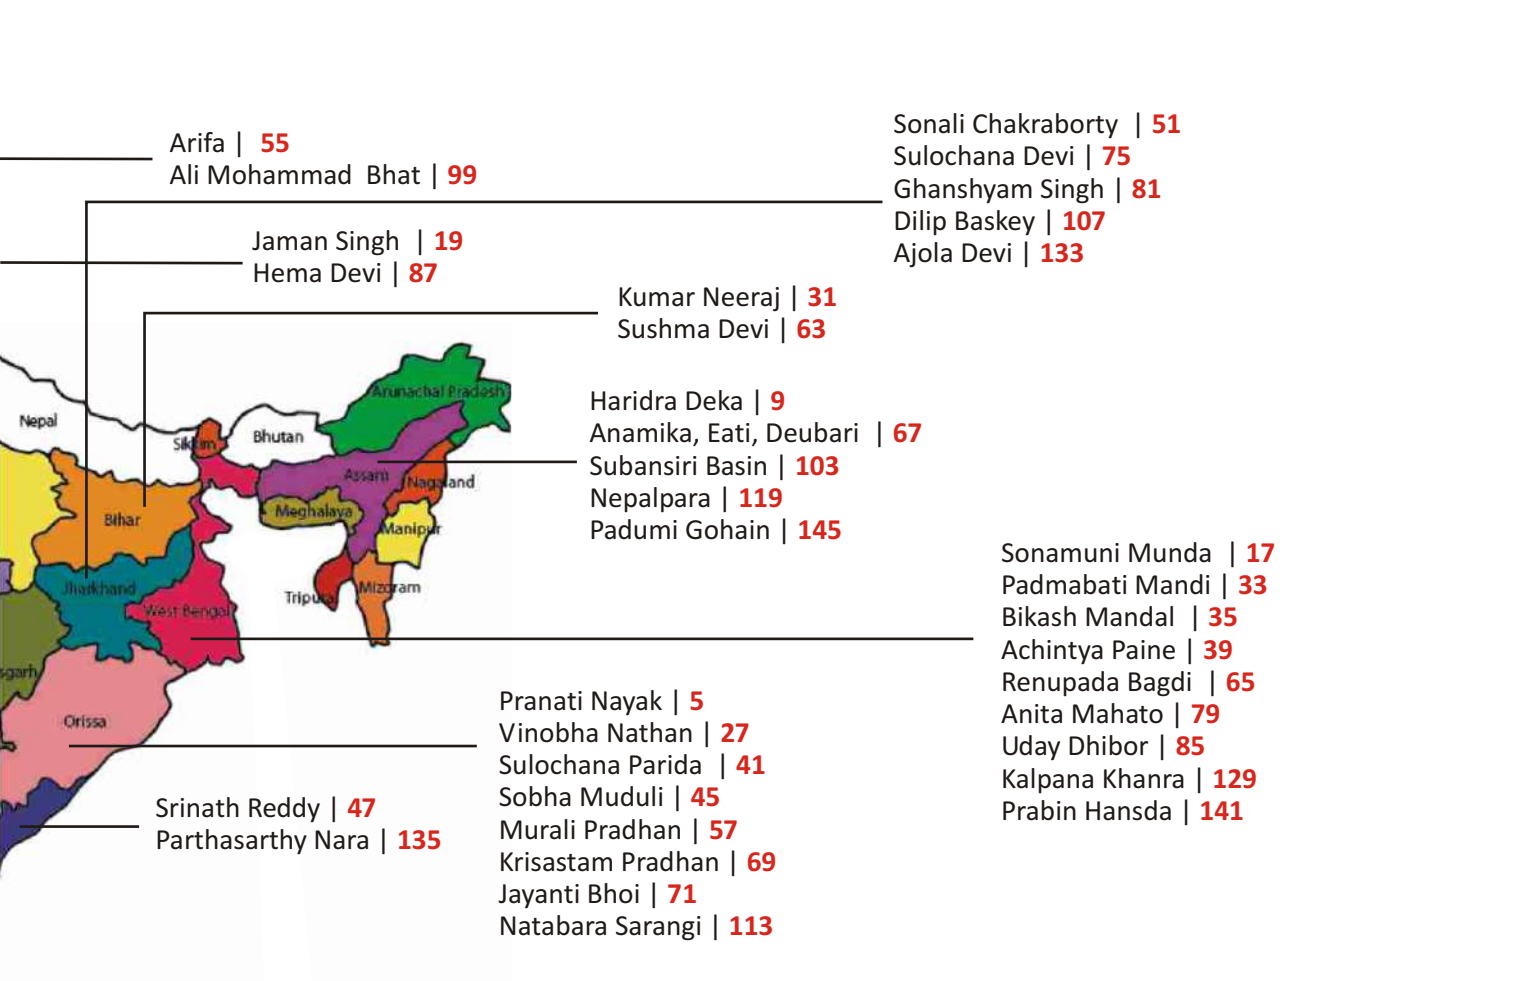 Arifa | 55
Ali Mohammad Bhat | 99
Sonali Chakraborty | 51
Sulochana Devi | 75
Ghanshyam Singh | 81
Dilip Baskey | 107
Ajola Devi | 133
Jaman Singh | 19
Hema Devi | 87
Kumar Neeraj | 31
Sushma Devi | 63
Haridra Deka | 9
Anamika, Eati, Deubari | 67
Subansiri Basin | 103
Nepalpara | 119
Padumi Gohain | 145
Arunachal Pradesh
Nepal
Sikkim
Bhutan
Assam
Nagaland
Meghalaya
Bihar
Manipur
Jharkhand
Tripura
Mizoram
West Bengal
sgarh
Orissa
Sonamuni Munda | 17
Padmabati Mandi | 33
Bikash Mandal | 35
Achintya Paine | 39
Renupada Bagdi | 65
Anita Mahato | 79
Uday Dhibor | 85
Kalpana Khanra | 129
Prabin Hansda | 141
Pranati Nayak | 5
Vinobha Nathan | 27
Sulochana Parida | 41
Sobha Muduli | 45
Murali Pradhan | 57
Krisastam Pradhan | 69
Jayanti Bhoi | 71
Natabara Sarangi | 113
Srinath Reddy | 47
Parthasarthy Nara | 135